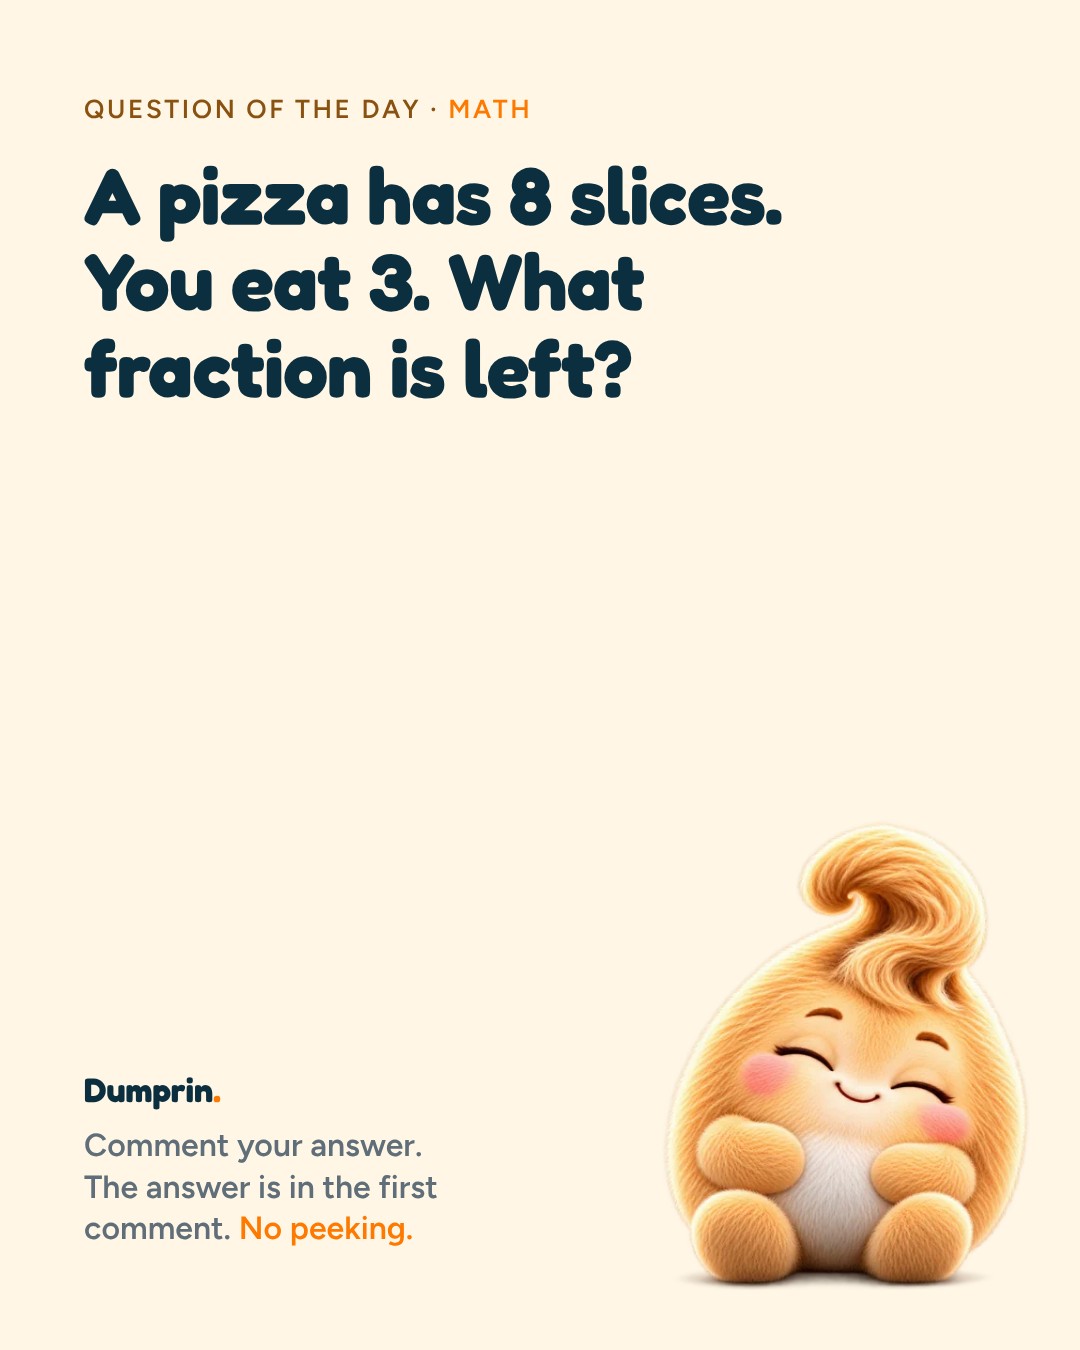 QUESTION OF THE DAY · MATH
A pizza has 8 slices.
You eat 3. What
fraction is left?
Dumprin.
Comment your answer.
The answer is in the first
comment. No peeking.